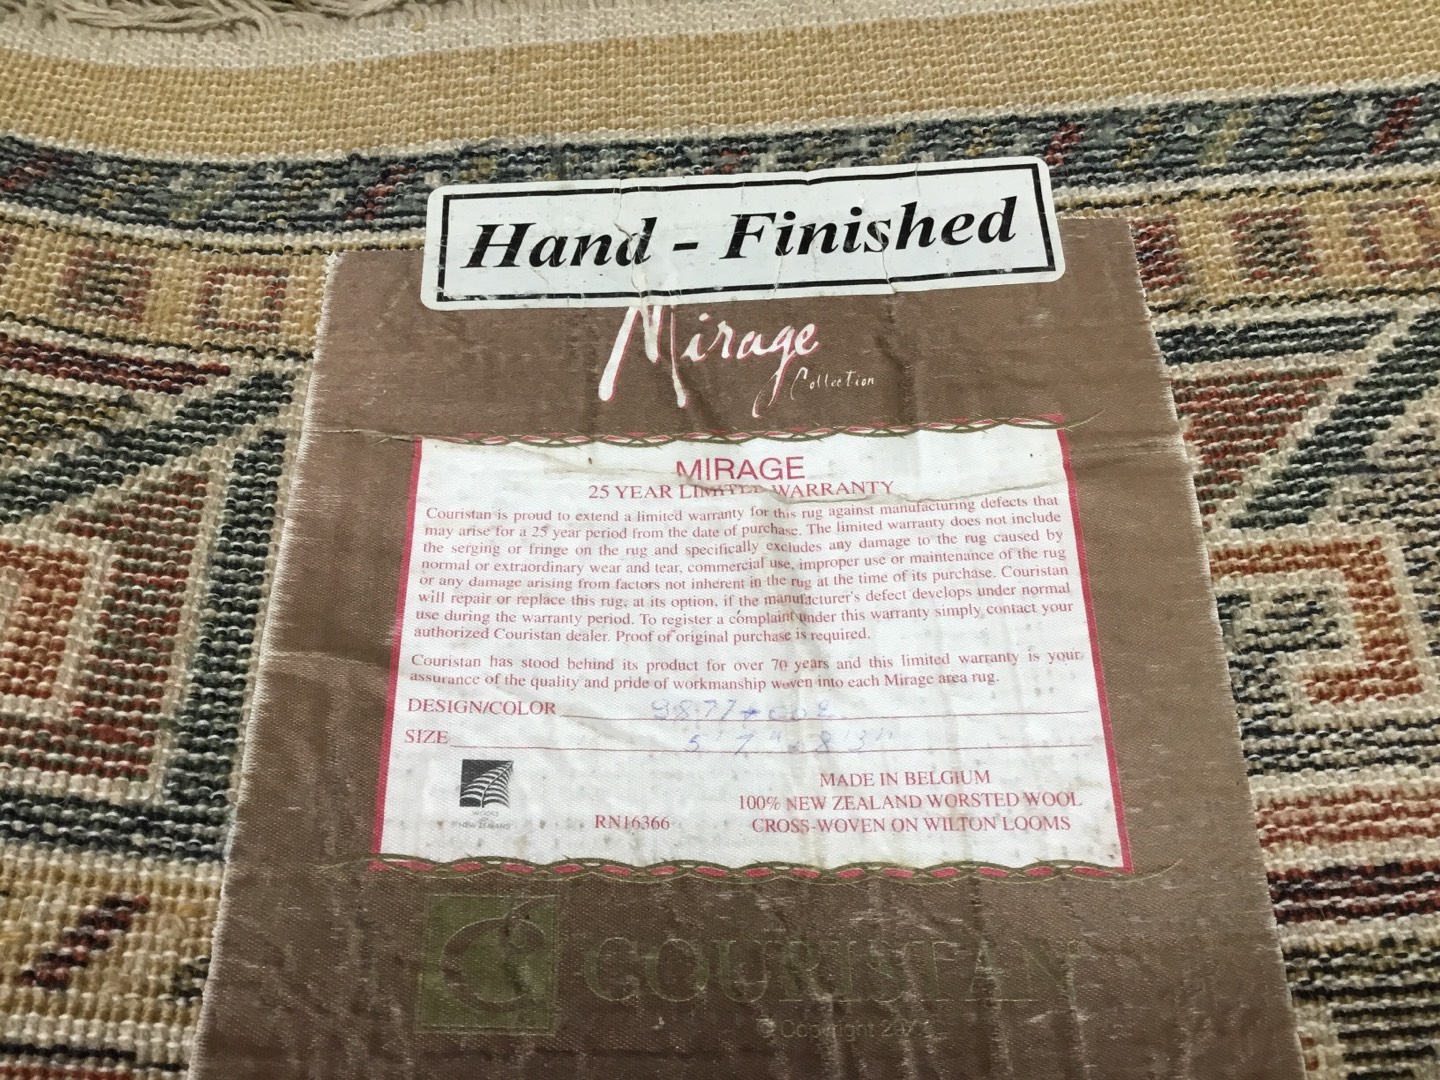 Hand - Finished
Mirage
Collection
MIRAGE
25 YEAR LIMITED WARRANTY
Couristan is proud to extend a limited warranty for this rug against manufacturing defects that
may arise for a 25 year period from the date of purchase. The limited warranty does not include
the serging or fringe on the rug and specifically excludes any damage to the rug caused by
normal or extraordinary wear and tear, commercial use, improper use or maintenance of the rug
or any damage arising from factors not inherent in the rug at the time of its purchase. Couristan
will repair or replace this rug, at its option, if the manufacturer's defect develops under normal
use during the warranty period. To register a complaint under this warranty simply contact your
authorized Couristan dealer. Proof of original purchase is required.
Couristan has stood behind its product for over 70 years and this limited warranty is your
assurance of the quality and pride of workmanship woven into each Mirage area rug.
DESIGN/COLOR
SIZE 5'7" 8'3"
MADE IN BELGIUM
100% NEW ZEALAND WORSTED WOOL
RN16366 CROSS-WOVEN ON WILTON LOOMS
COURISTAN
© Copyright